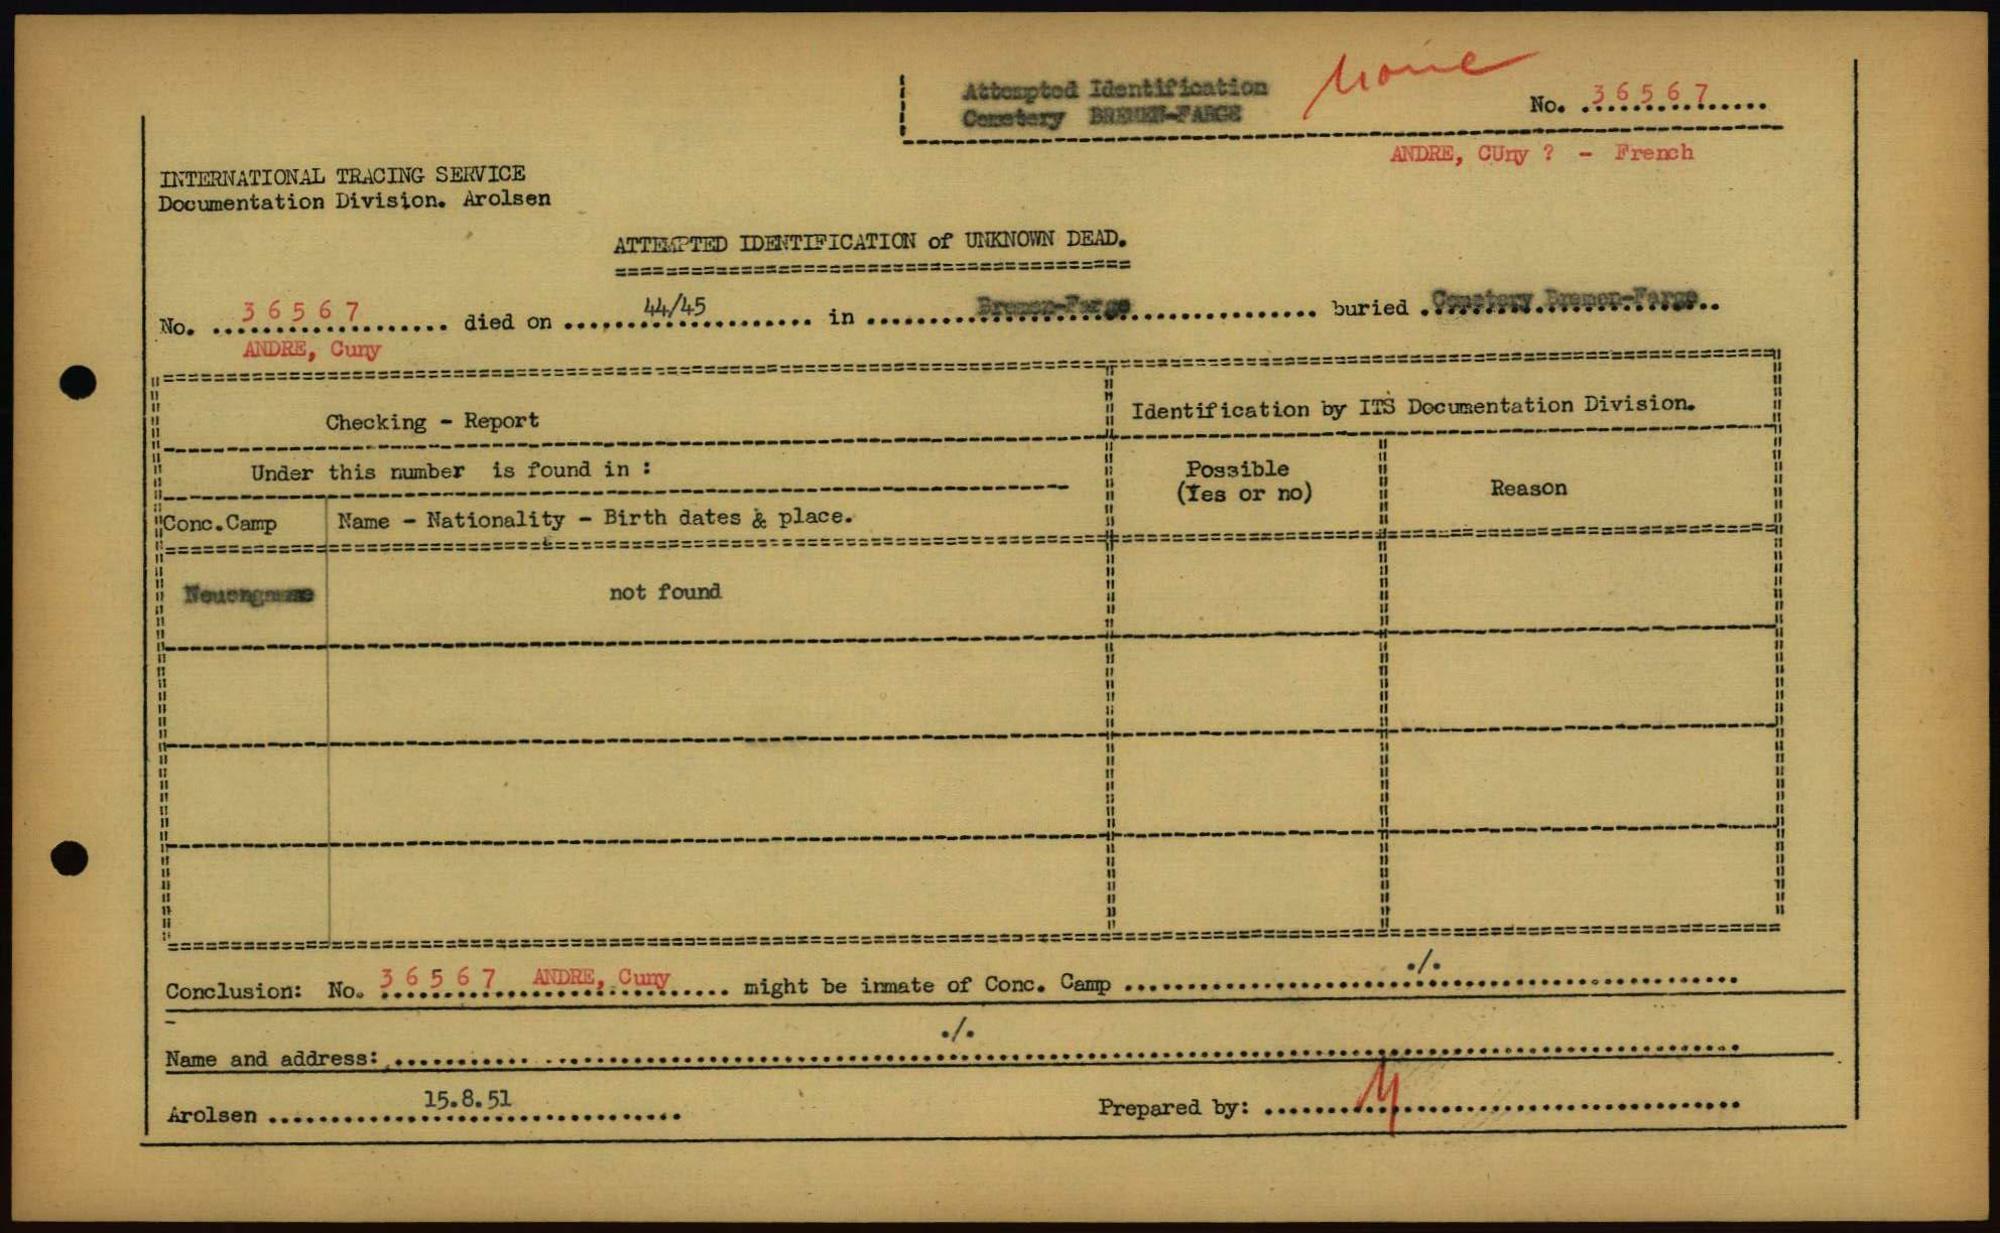 Attempted Identification
Cemetery BREMEN-FARGE
None
No. 36567
ANDRE, CUny ? - French
INTERNATIONAL TRACING SERVICE
Documentation Division. Arolsen
ATTEMPTED IDENTIFICATION of UNKNOWN DEAD.
No. 36567 died on 44/45 in Bremen-Farge buried Cemetery Bremen-Farge
ANDRE, Cuny
Checking - Report
Identification by ITS Documentation Division.
Under this number is found in :
Possible
(Yes or no)
Reason
Conc.Camp
Name - Nationality - Birth dates & place.
Neuengamme
not found
Conclusion: No. 36567 ANDRE, Cuny might be inmate of Conc. Camp ./.
Name and address: ./.
Arolsen 15.8.51
Prepared by: